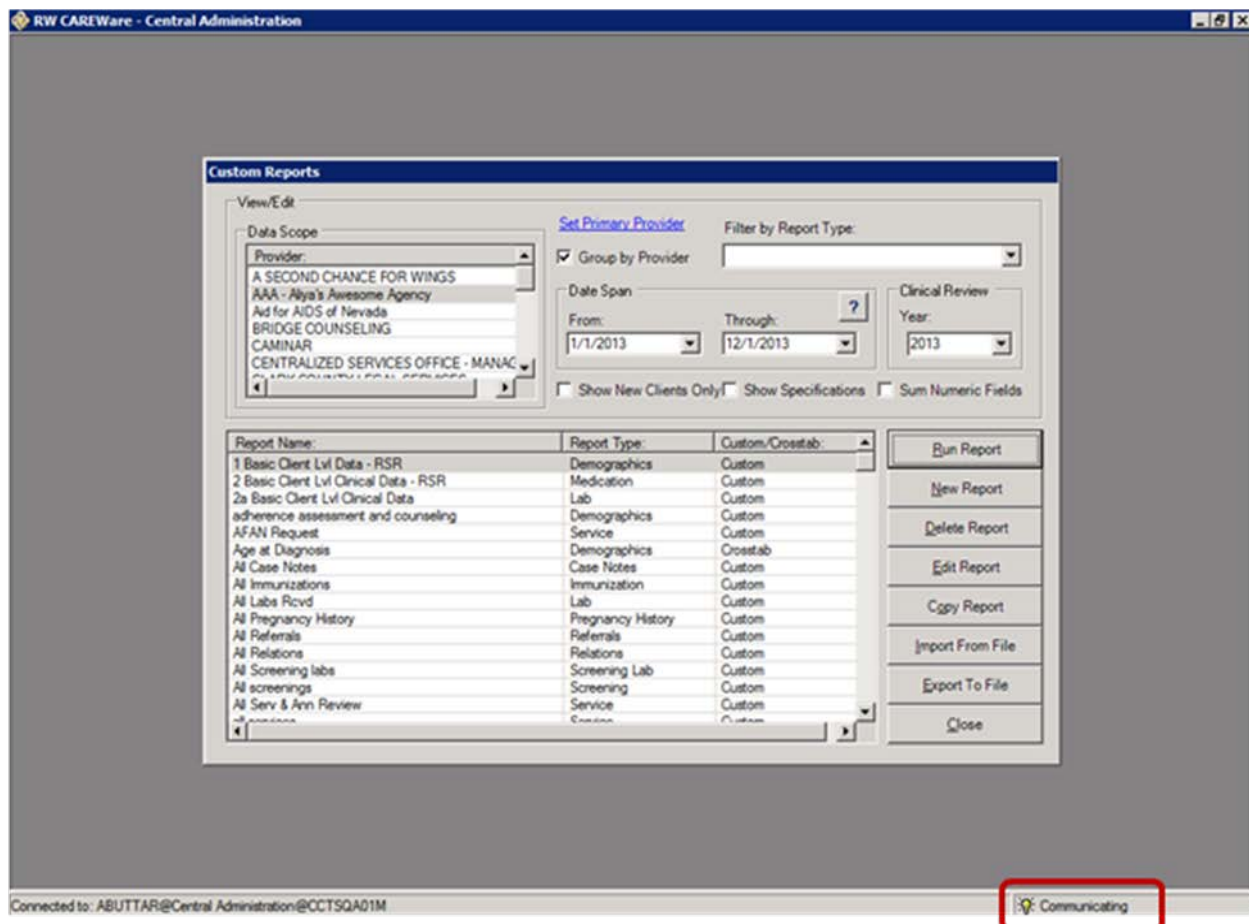 RW CAREWare - Central Administration
Custom Reports
View/Edit
Data Scope
Provider:
A SECOND CHANCE FOR WINGS
AAA - Aliya's Awesome Agency
Aid for AIDS of Nevada
BRIDGE COUNSELING
CAMINAR
CENTRALIZED SERVICES OFFICE - MANAG
CLARK COUNTY LEGAL SERVICES
Set Primary Provider
Group by Provider
Filter by Report Type:
Date Span
From:
Through:
?
1/1/2013
12/1/2013
Clinical Review
Year:
2013
Show New Clients Only
Show Specifications
Sum Numeric Fields
Report Name: Report Type: Custom/Crosstab:
1 Basic Client Lvl Data - RSR Demographics Custom
2 Basic Client Lvl Clinical Data - RSR Medication Custom
2a Basic Client Lvl Clinical Data Lab Custom
adherence assessment and counseling Demographics Custom
AFAN Request Service Custom
Age at Diagnosis Demographics Crosstab
All Case Notes Case Notes Custom
All Immunizations Immunization Custom
All Labs Rcvd Lab Custom
All Pregnancy History Pregnancy History Custom
All Referrals Referrals Custom
All Relations Relations Custom
All Screening labs Screening Lab Custom
All screenings Screening Custom
All Serv & Ann Review Service Custom
all services Service Custom
Run Report
New Report
Delete Report
Edit Report
Copy Report
Import From File
Export To File
Close
Connected to: ABUTTAR@Central Administration@CCTSQA01M
Communicating